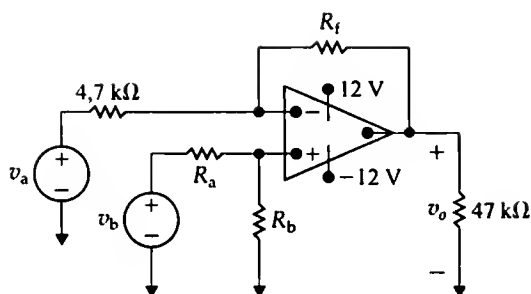 R_f
4,7 kΩ
12 V
−
+
+
−
v_a
R_a
+
−
v_b
R_b
−12 V
+
v_o
47 kΩ
−